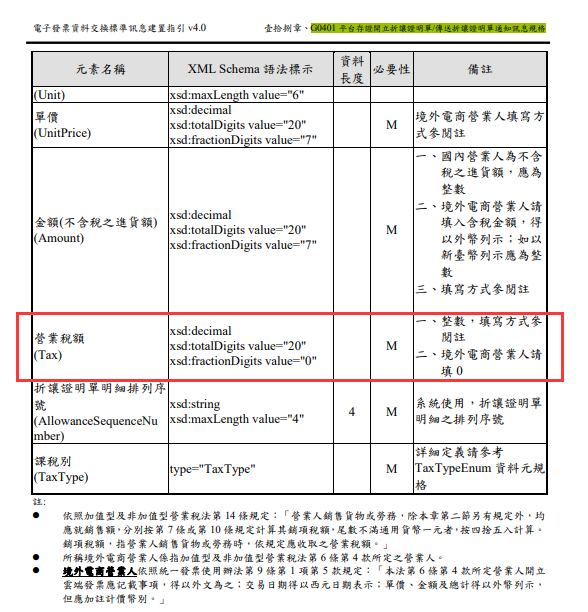 電子發票資料交換標準訊息建置指引 v4.0
壹拾捌章、G0401 平台存證開立折讓證明單/傳送折讓證明單通知訊息規格
元素名稱
XML Schema 語法標示
資料
長度
必要性
備註
(Unit)
xsd:maxLength value="6"
單價
(UnitPrice)
xsd:decimal
xsd:totalDigits value="20"
xsd:fractionDigits value="7"
M
境外電商營業人填寫方
式參閱註
金額(不含稅之進貨額)
(Amount)
xsd:decimal
xsd:totalDigits value="20"
xsd:fractionDigits value="7"
M
一、國內營業人為不含
稅之進貨額，應為
整數
二、境外電商營業人請
填入含稅金額，得
以外幣列示；如以
新臺幣列示應為整
數
三、填寫方式參閱註
營業稅額
(Tax)
xsd:decimal
xsd:totalDigits value="20"
xsd:fractionDigits value="0"
M
一、整數，填寫方式參
閱註
二、境外電商營業人請
填 0
折讓證明單明細排列序
號
(AllowanceSequenceNu
mber)
xsd:string
xsd:maxLength value="4"
4
M
系統使用，折讓證明單
明細之排列序號
課稅別
(TaxType)
type="TaxType"
M
詳細定義請參考
TaxTypeEnum 資料元規
格
註:
● 依照加值型及非加值型營業稅法第 14 條規定：「營業人銷售貨物或勞務，除本章第二節另有規定外，均
應就銷售額，分別按第 7 條或第 10 條規定計算其銷項稅額，尾數不滿通用貨幣一元者，按四捨五入計算。
銷項稅額，指營業人銷售貨物或勞務時，依規定應收取之營業稅額。」
● 所稱境外電商營業人係指加值型及非加值型營業稅法第 6 條第 4 款所定之營業人。
● 境外電商營業人依照統一發票使用辦法第 9 條第 1 項第 5 款規定：「本法第 6 條第 4 款所定營業人開立
雲端發票應記載事項，得以外文為之；交易日期得以西元日期表示；單價、金額及總計得以外幣列示，
但應加註計價幣別。」